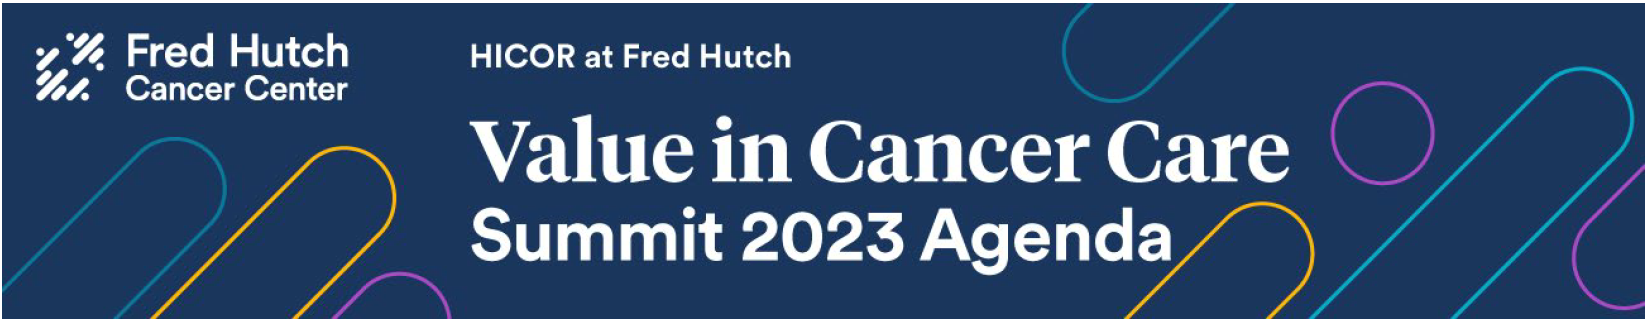 Fred Hutch
Cancer Center
HICOR at Fred Hutch
Value in Cancer Care
Summit 2023 Agenda